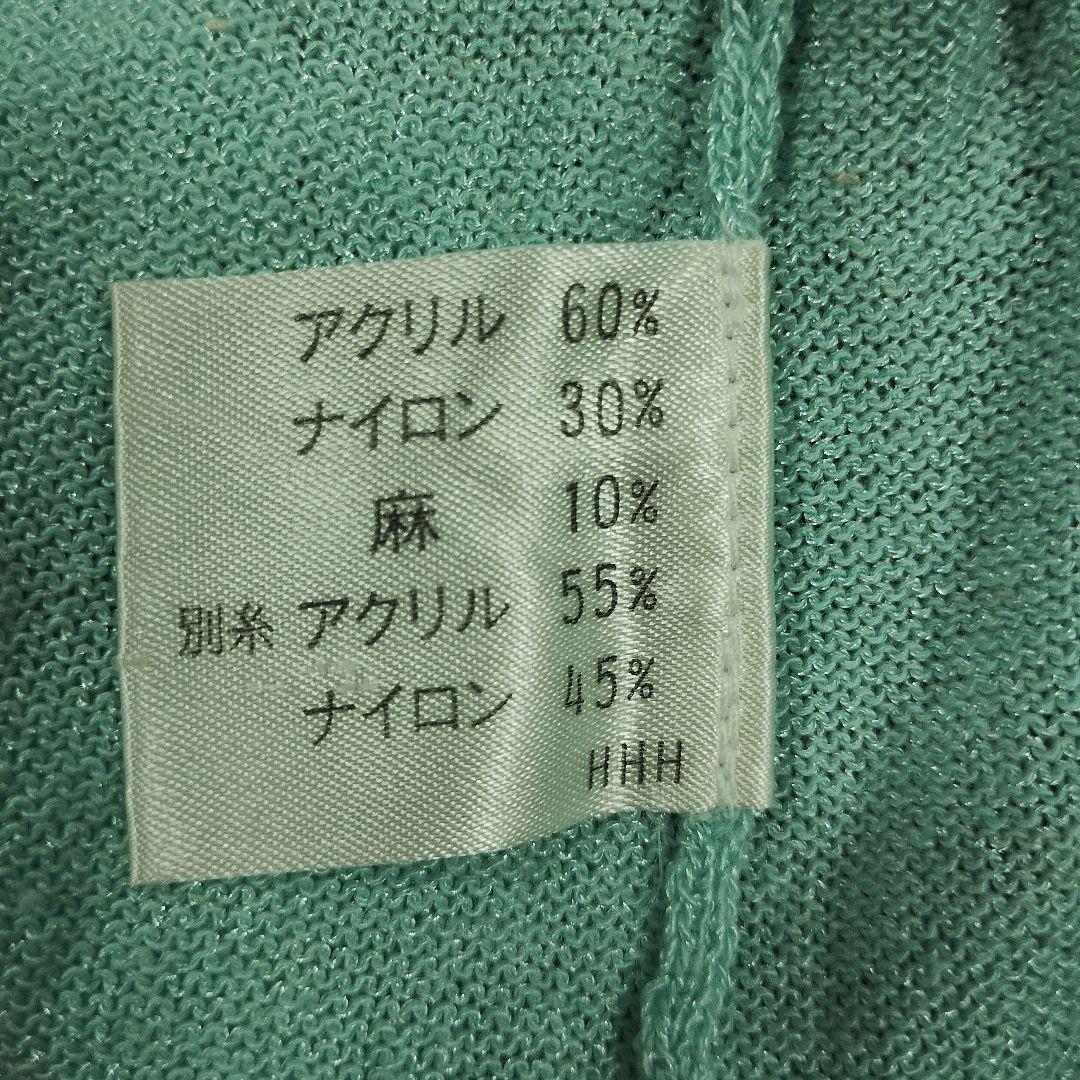 アクリル 60%
ナイロン 30%
麻 10%
別糸 アクリル 55%
ナイロン 45%
HHH